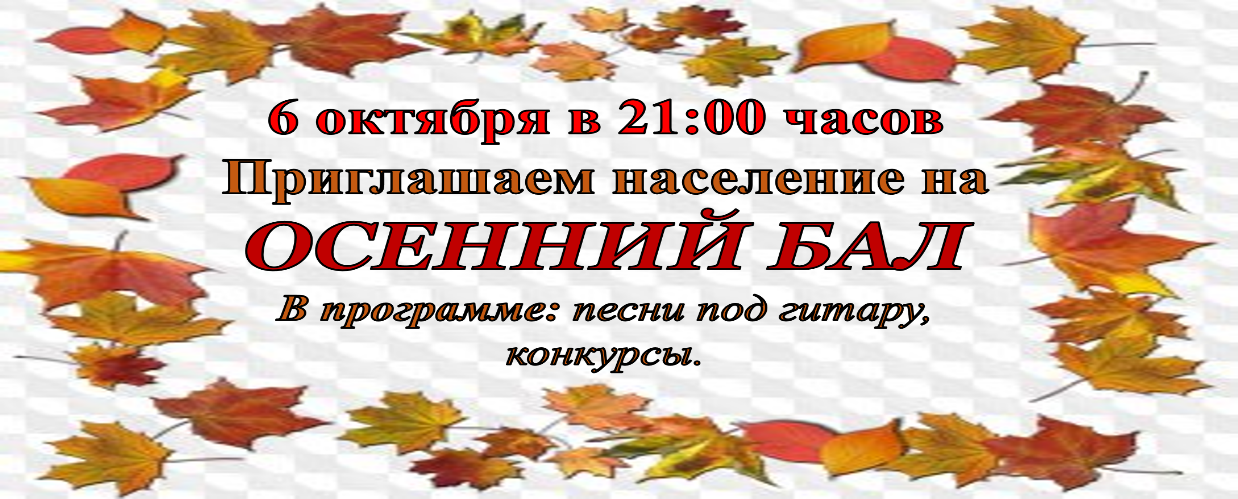 6 октября в 21:00 часов
Приглашаем население на
ОСЕННИЙ БАЛ
В программе: песни под гитару,
конкурсы.